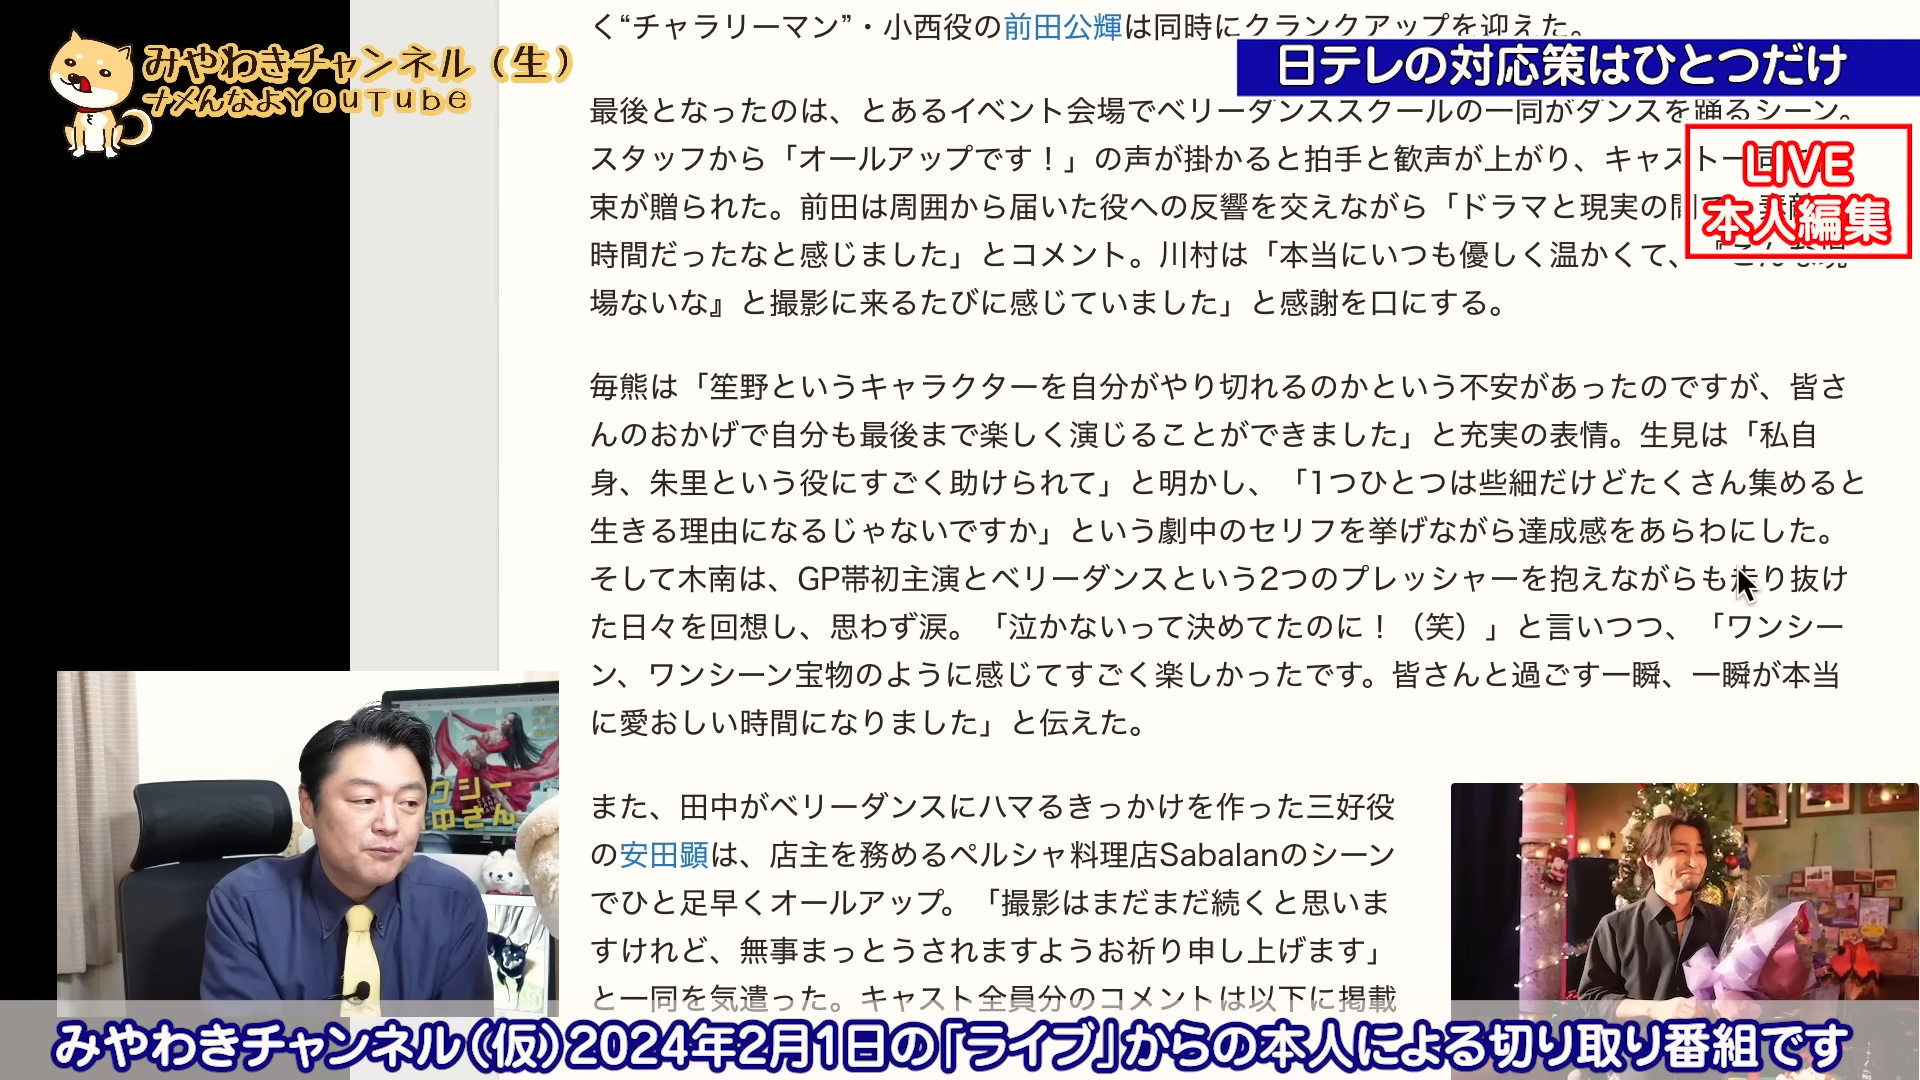 く“チャラリーマン”・小西役の前田公輝は同時にクランクアップを迎えた。
みやわきチャンネル（生）
ナメんなよYouTube
日テレの対応策はひとつだけ
最後となったのは、とあるイベント会場でベリーダンススクールの一同がダンスを踊るシーン。
スタッフから「オールアップです！」の声が掛かると拍手と歓声が上がり、キャスト一同
束が贈られた。前田は周囲から届いた役への反響を交えながら「ドラマと現実の間
時間だったなと感じました」とコメント。川村は「本当にいつも優しく温かくて、『こんな現
場ないな』と撮影に来るたびに感じていました」と感謝を口にする。
LIVE
本人編集
毎熊は「笙野というキャラクターを自分がやり切れるのかという不安があったのですが、皆さ
んのおかげで自分も最後まで楽しく演じることができました」と充実の表情。生見は「私自
身、朱里という役にすごく助けられて」と明かし、「1つひとつは些細だけどたくさん集めると
生きる理由になるじゃないですか」という劇中のセリフを挙げながら達成感をあらわにした。
そして木南は、GP帯初主演とベリーダンスという2つのプレッシャーを抱えながらも走り抜け
た日々を回想し、思わず涙。「泣かないって決めてたのに！（笑）」と言いつつ、「ワンシー
ン、ワンシーン宝物のように感じてすごく楽しかったです。皆さんと過ごす一瞬、一瞬が本当
に愛おしい時間になりました」と伝えた。
また、田中がベリーダンスにハマるきっかけを作った三好役
の安田顕は、店主を務めるペルシャ料理店Sabalanのシーン
でひと足早くオールアップ。「撮影はまだまだ続くと思いま
すけれど、無事まっとうされますようお祈り申し上げます」
と一同を気遣った。キャスト全員分のコメントは以下に掲載
クシー
中さん
みやわきチャンネル（仮）2024年2月1日の「ライブ」からの本人による切り取り番組です